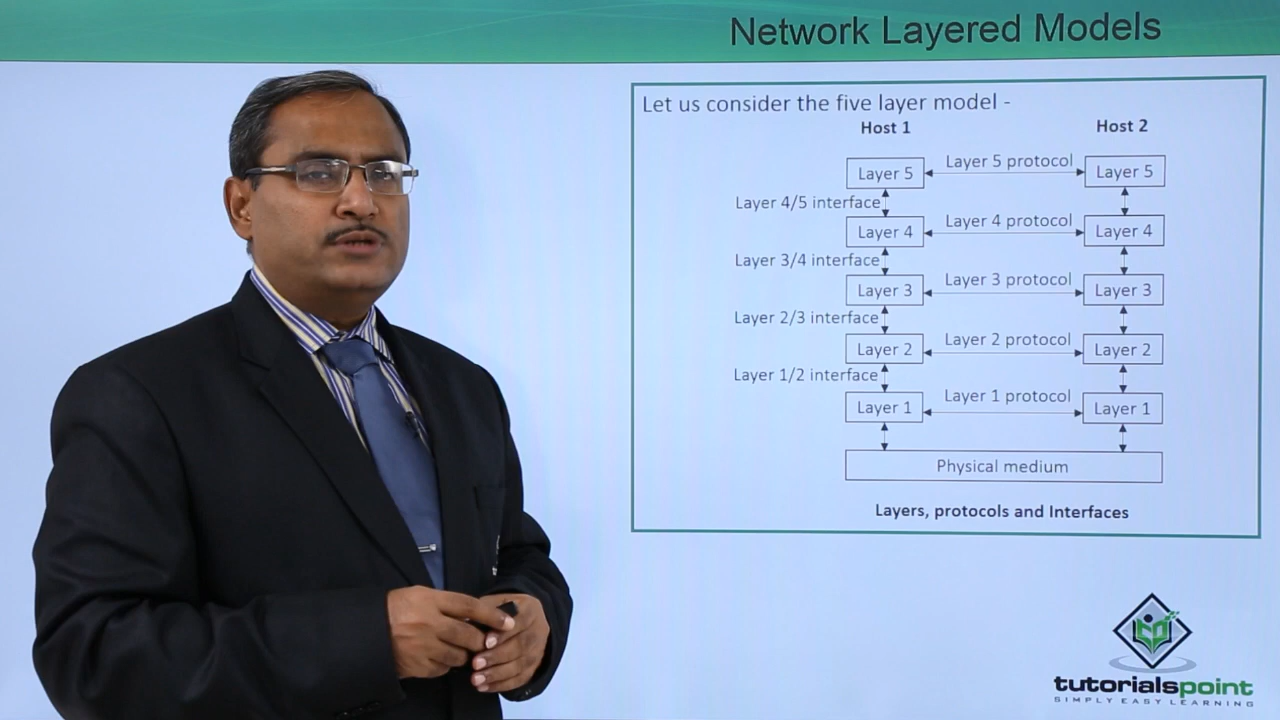 Network Layered Models
Let us consider the five layer model -
Host 1 Host 2
Layer 5 Layer 5 protocol Layer 5
Layer 4/5 interface
Layer 4 Layer 4 protocol Layer 4
Layer 3/4 interface
Layer 3 Layer 3 protocol Layer 3
Layer 2/3 interface
Layer 2 Layer 2 protocol Layer 2
Layer 1/2 interface
Layer 1 Layer 1 protocol Layer 1
Physical medium
Layers, protocols and Interfaces
tutorialspoint
SIMPLY EASY LEARNING